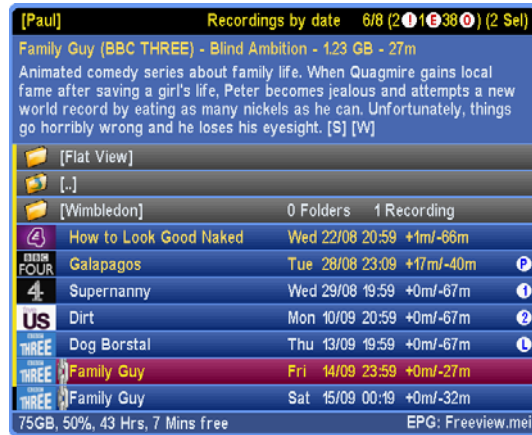 [Paul] Recordings by date 6/8 (2!1E38O) (2 Sel)
Family Guy (BBC THREE) - Blind Ambition - 1.23 GB - 27m
Animated comedy series about family life. When Quagmire gains local
fame after saving a girl's life, Peter becomes jealous and attempts a new
world record by eating as many nickels as he can. Unfortunately, things
go horribly wrong and he loses his eyesight. [S] [W]
[Flat View]
[..]
[Wimbledon] 0 Folders 1 Recording
4 How to Look Good Naked Wed 22/08 20:59 +1m/-66m
BBC FOUR Galapagos Tue 28/08 23:09 +17m/-40m P
4 Supernanny Wed 29/08 19:59 +0m/-67m 1
US Dirt Mon 10/09 20:59 +0m/-67m 2
THREE Dog Borstal Thu 13/09 19:59 +0m/-67m L
THREE Family Guy Fri 14/09 23:59 +0m/-27m
THREE Family Guy Sat 15/09 00:19 +0m/-32m
75GB, 50%, 43 Hrs, 7 Mins free EPG: Freeview.mei